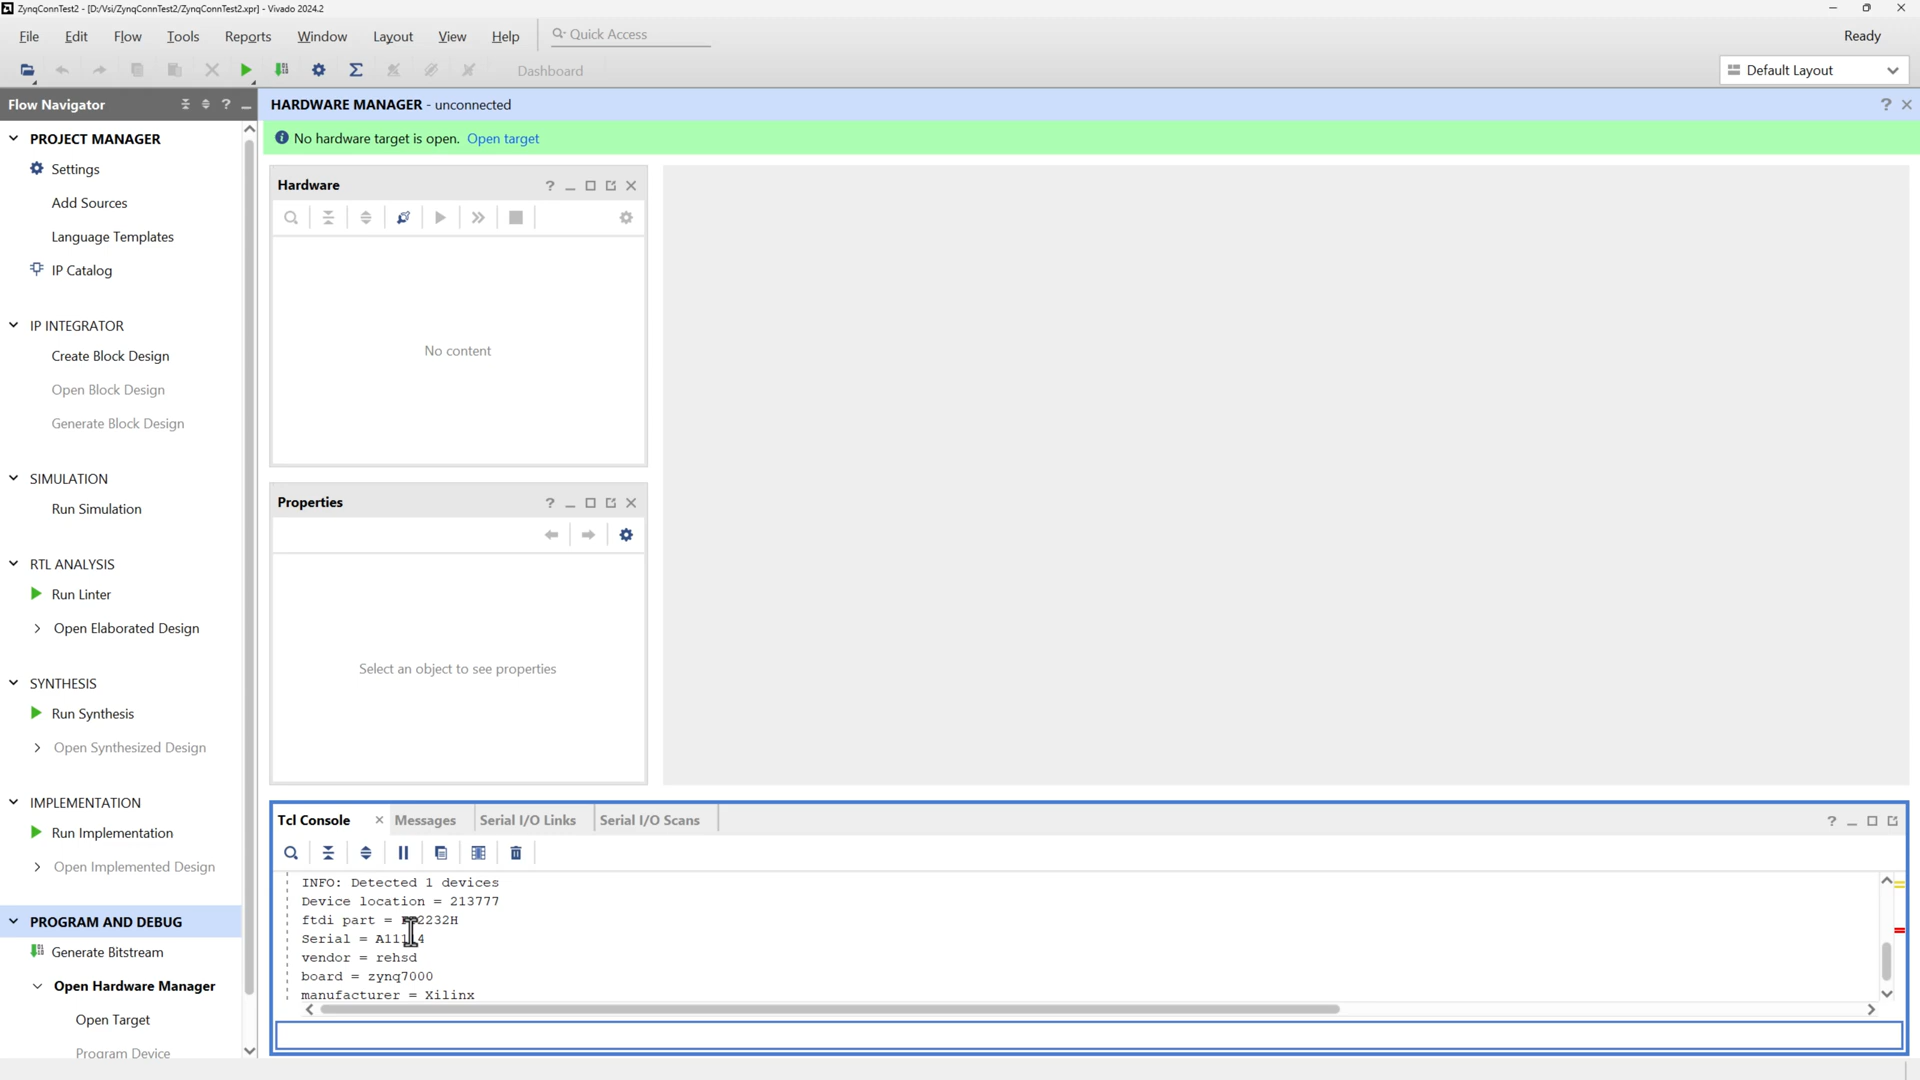 ZynqConnTest2 - [D:/Vsi/ZynqConnTest2/ZynqConnTest2.xpr] - Vivado 2024.2
File Edit Flow Tools Reports Window Layout View Help Quick Access Ready
Dashboard Default Layout
Flow Navigator
PROJECT MANAGER
Settings
Add Sources
Language Templates
IP Catalog
IP INTEGRATOR
Create Block Design
Open Block Design
Generate Block Design
SIMULATION
Run Simulation
RTL ANALYSIS
Run Linter
Open Elaborated Design
SYNTHESIS
Run Synthesis
Open Synthesized Design
IMPLEMENTATION
Run Implementation
Open Implemented Design
PROGRAM AND DEBUG
Generate Bitstream
Open Hardware Manager
Open Target
Program Device
HARDWARE MANAGER - unconnected
No hardware target is open. Open target
Hardware
No content
Properties
Select an object to see properties
Tcl Console Messages Serial I/O Links Serial I/O Scans
INFO: Detected 1 devices
Device location = 213777
ftdi part =
Serial =
vendor = rehsd
board = zynq7000
manufacturer = Xilinx